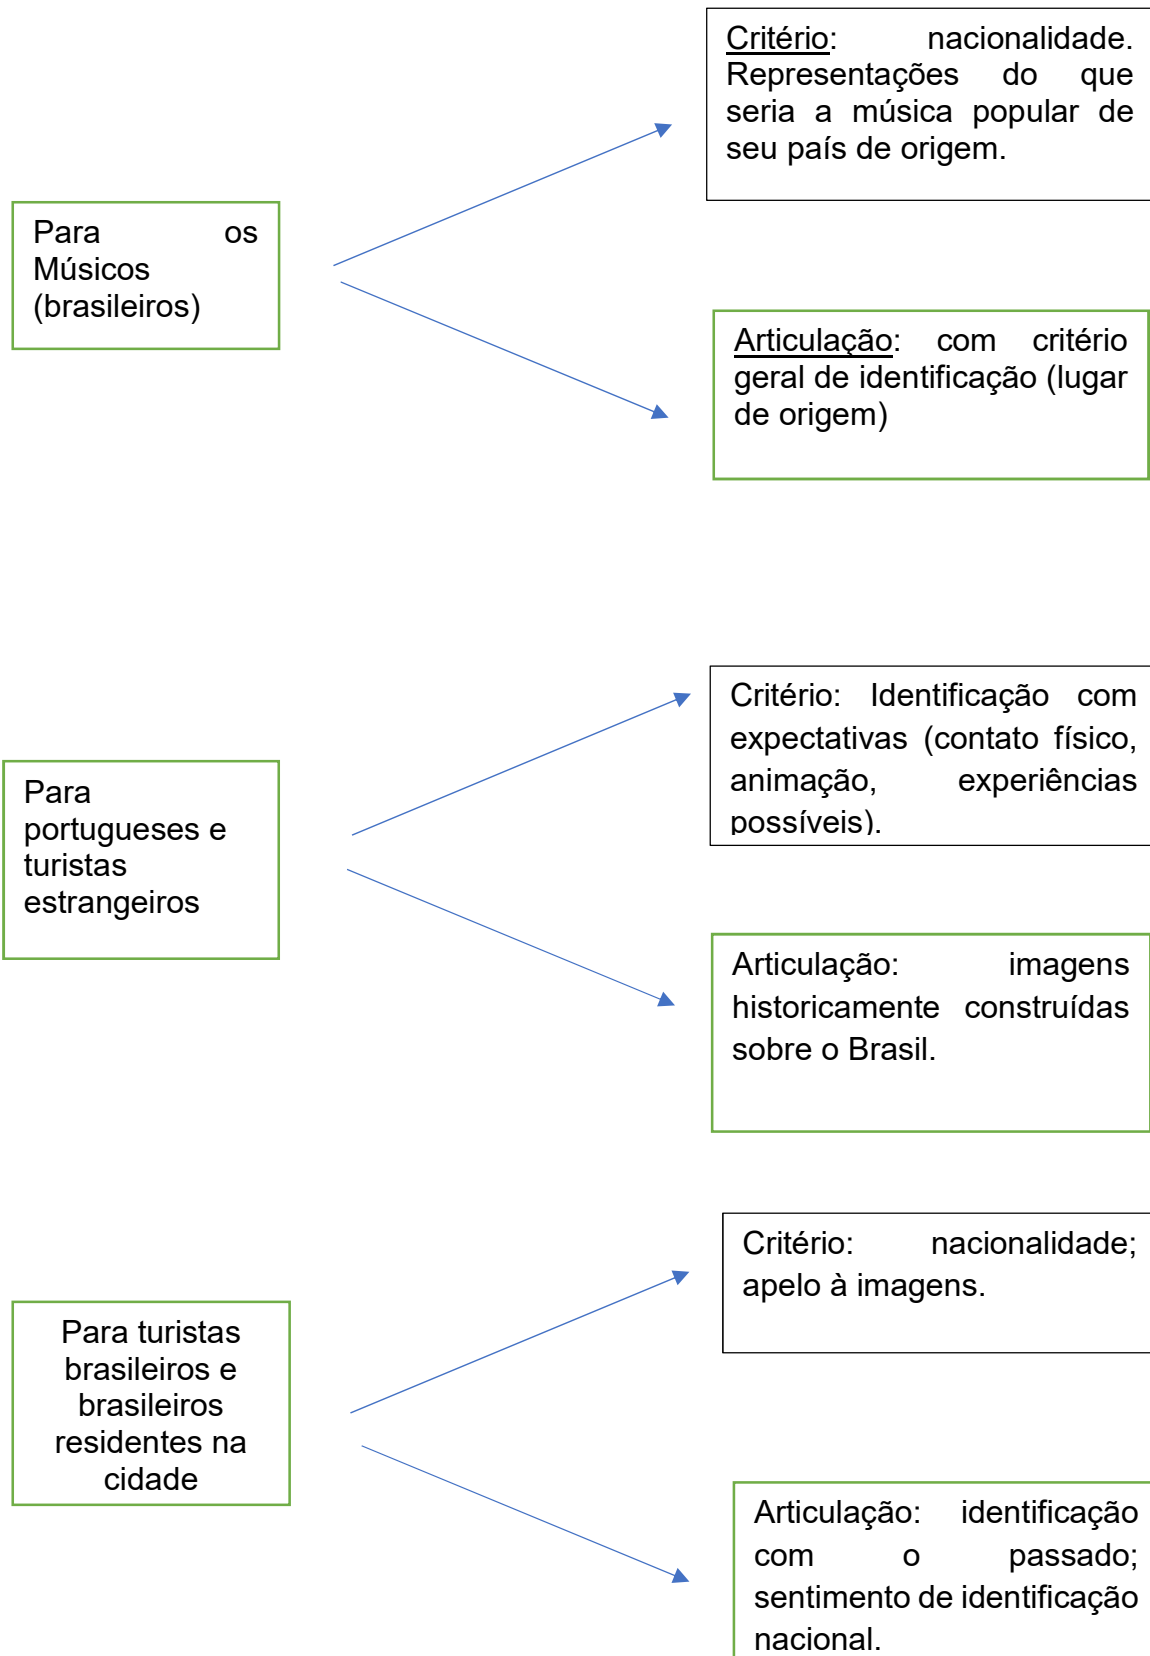 Critério: nacionalidade.
Representações do que
seria a música popular de
seu país de origem.
Para os
Músicos
(brasileiros)
Articulação: com critério
geral de identificação (lugar
de origem)
Critério: Identificação com
expectativas (contato físico,
animação, experiências
possíveis).
Para
portugueses e
turistas
estrangeiros
Articulação: imagens
historicamente construídas
sobre o Brasil.
Critério: nacionalidade;
apelo à imagens.
Para turistas
brasileiros e
brasileiros
residentes na
cidade
Articulação: identificação
com o passado;
sentimento de identificação
nacional.